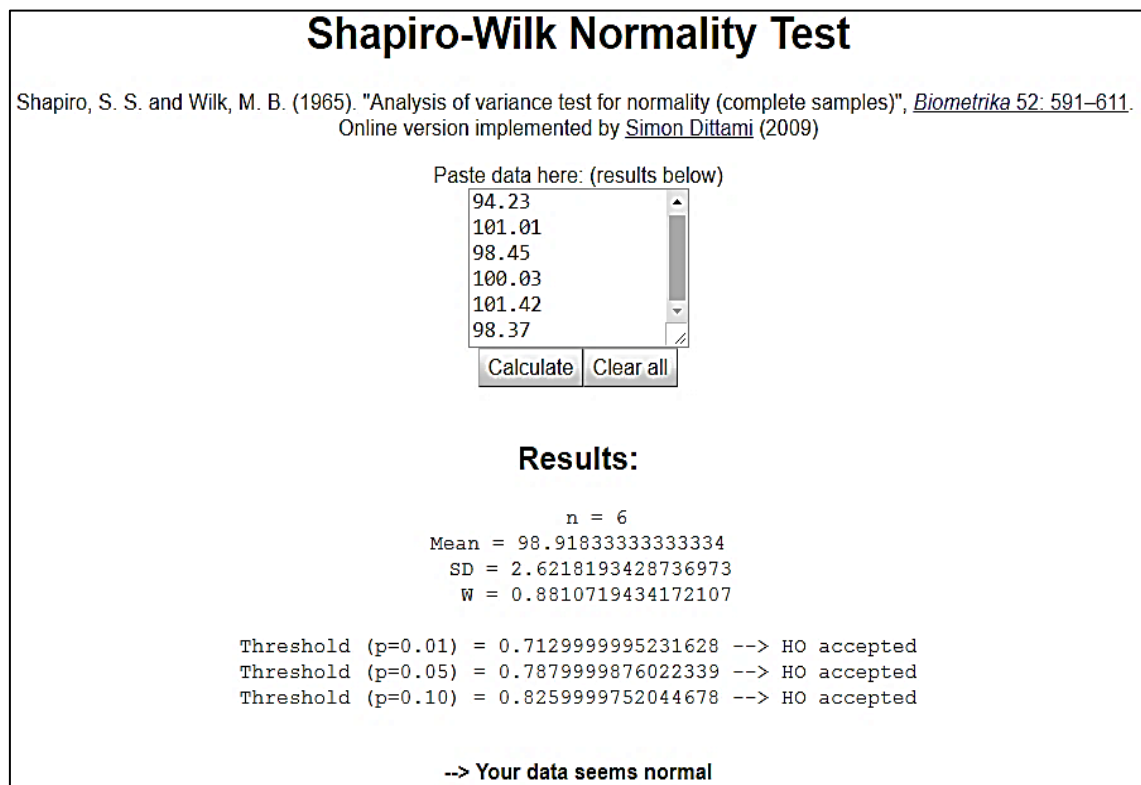 Shapiro-Wilk Normality Test
Shapiro, S. S. and Wilk, M. B. (1965). "Analysis of variance test for normality (complete samples)", Biometrika 52: 591–611.
Online version implemented by Simon Dittami (2009)
Paste data here: (results below)
94.23
101.01
98.45
100.03
101.42
98.37
Calculate Clear all
Results:
n = 6
Mean = 98.91833333333334
SD = 2.6218193428736973
W = 0.8810719434172107
Threshold (p=0.01) = 0.7129999995231628 --> HO accepted
Threshold (p=0.05) = 0.7879999876022339 --> HO accepted
Threshold (p=0.10) = 0.8259999752044678 --> HO accepted
--> Your data seems normal